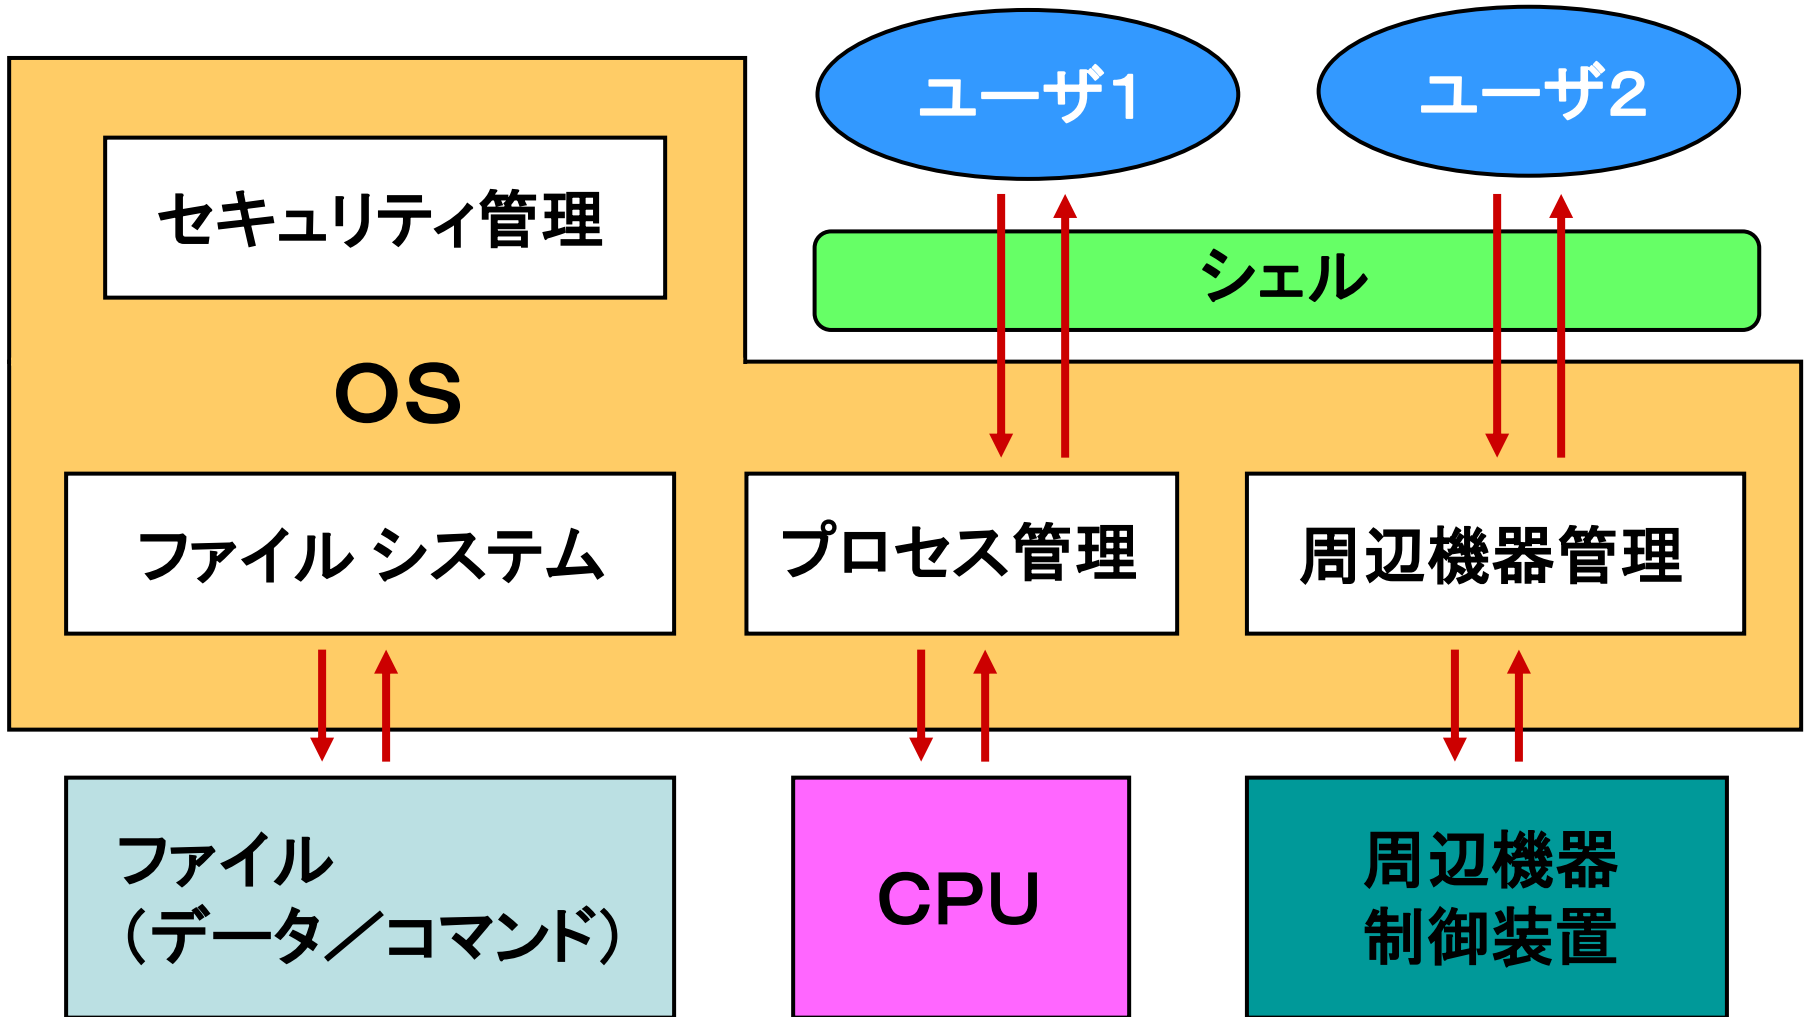 ユーザ1
ユーザ2
セキュリティ管理
シェル
OS
ファイル システム
プロセス管理
周辺機器管理
ファイル
(データ／コマンド)
CPU
周辺機器
制御装置